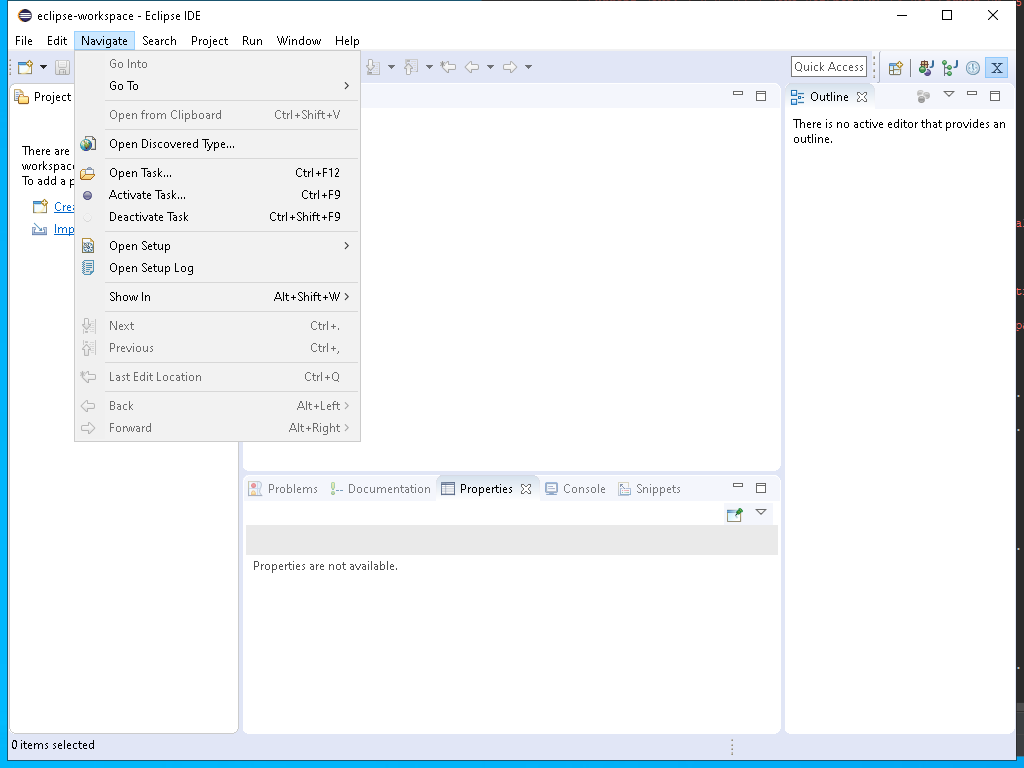 eclipse-workspace - Eclipse IDE
File Edit Navigate Search Project Run Window Help
Quick Access
Go Into
Go To
Open from Clipboard Ctrl+Shift+V
Open Discovered Type...
Open Task... Ctrl+F12
Activate Task... Ctrl+F9
Deactivate Task Ctrl+Shift+F9
Open Setup
Open Setup Log
Show In Alt+Shift+W
Next Ctrl+.
Previous Ctrl+,
Last Edit Location Ctrl+Q
Back Alt+Left
Forward Alt+Right
Project
There are
To add a
Outline
There is no active editor that provides an
outline.
Problems Documentation Properties Console Snippets
Properties are not available.
0 items selected